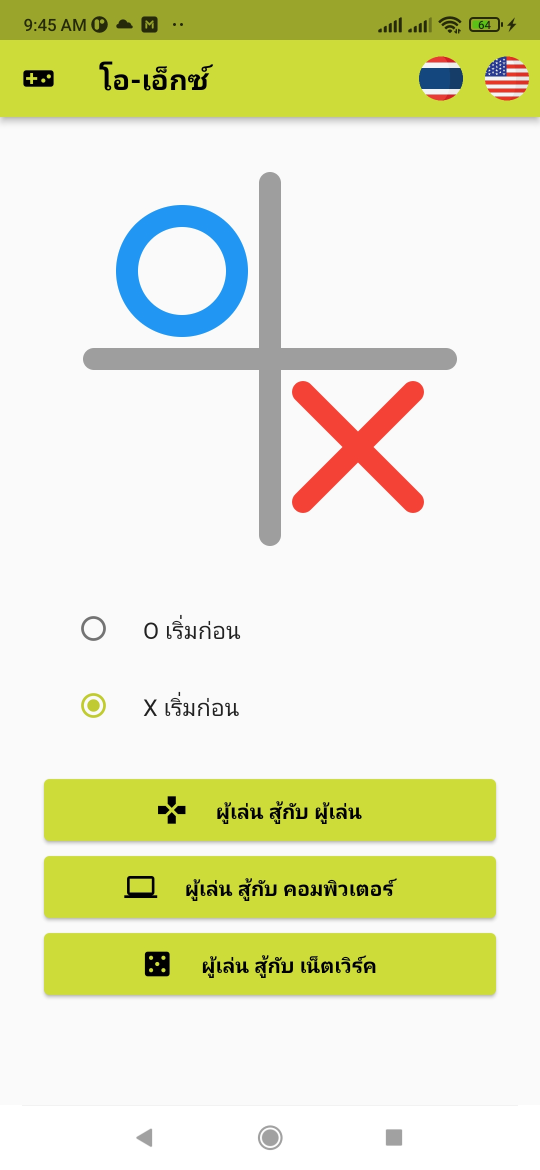 9:45 AM
64
โอ-เอ็กซ์
O เริ่มก่อน
X เริ่มก่อน
ผู้เล่น สู้กับ ผู้เล่น
ผู้เล่น สู้กับ คอมพิวเตอร์
ผู้เล่น สู้กับ เน็ตเวิร์ค